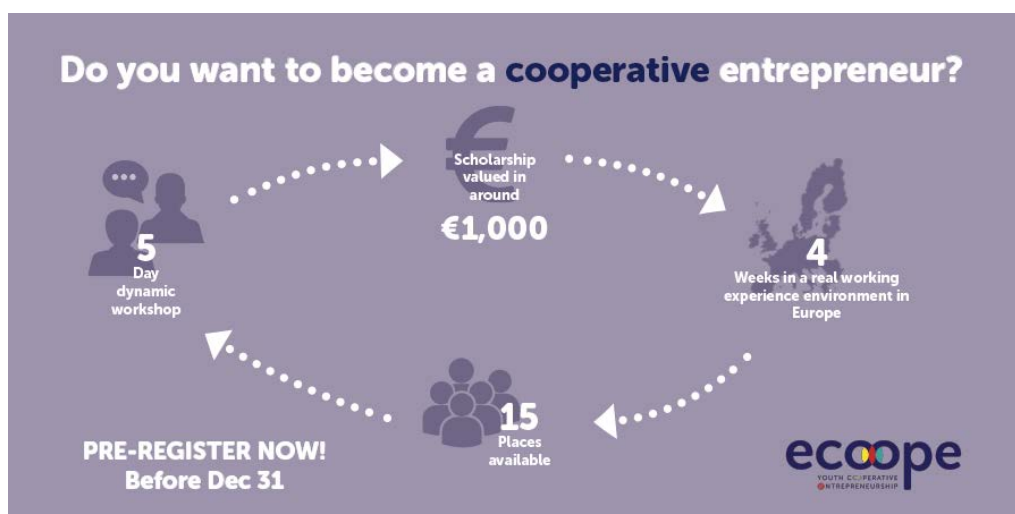 Do you want to become a cooperative entrepreneur?
Scholarship
valued in
around
€1,000
5
Day
dynamic
workshop
4
Weeks in a real working
experience environment in
Europe
15
Places
available
PRE-REGISTER NOW!
Before Dec 31
ecoope
YOUTH COOPERATIVE
ENTREPRENEURSHIP